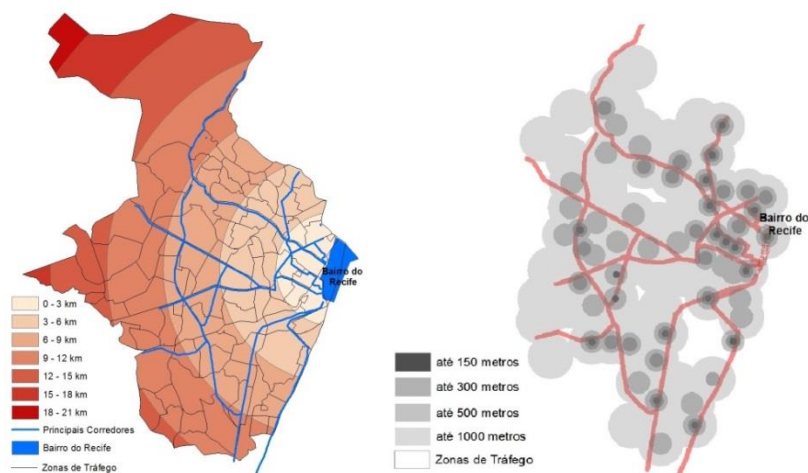 Bairro do
Recife
0 - 3 km
3 - 6 km
6 - 9 km
9 - 12 km
12 - 15 km
15 - 18 km
18 - 21 km
Principais Corredores
Bairro do Recife
Zonas de Tráfego
Bairro do
Recife
até 150 metros
até 300 metros
até 500 metros
até 1000 metros
Zonas de Tráfego